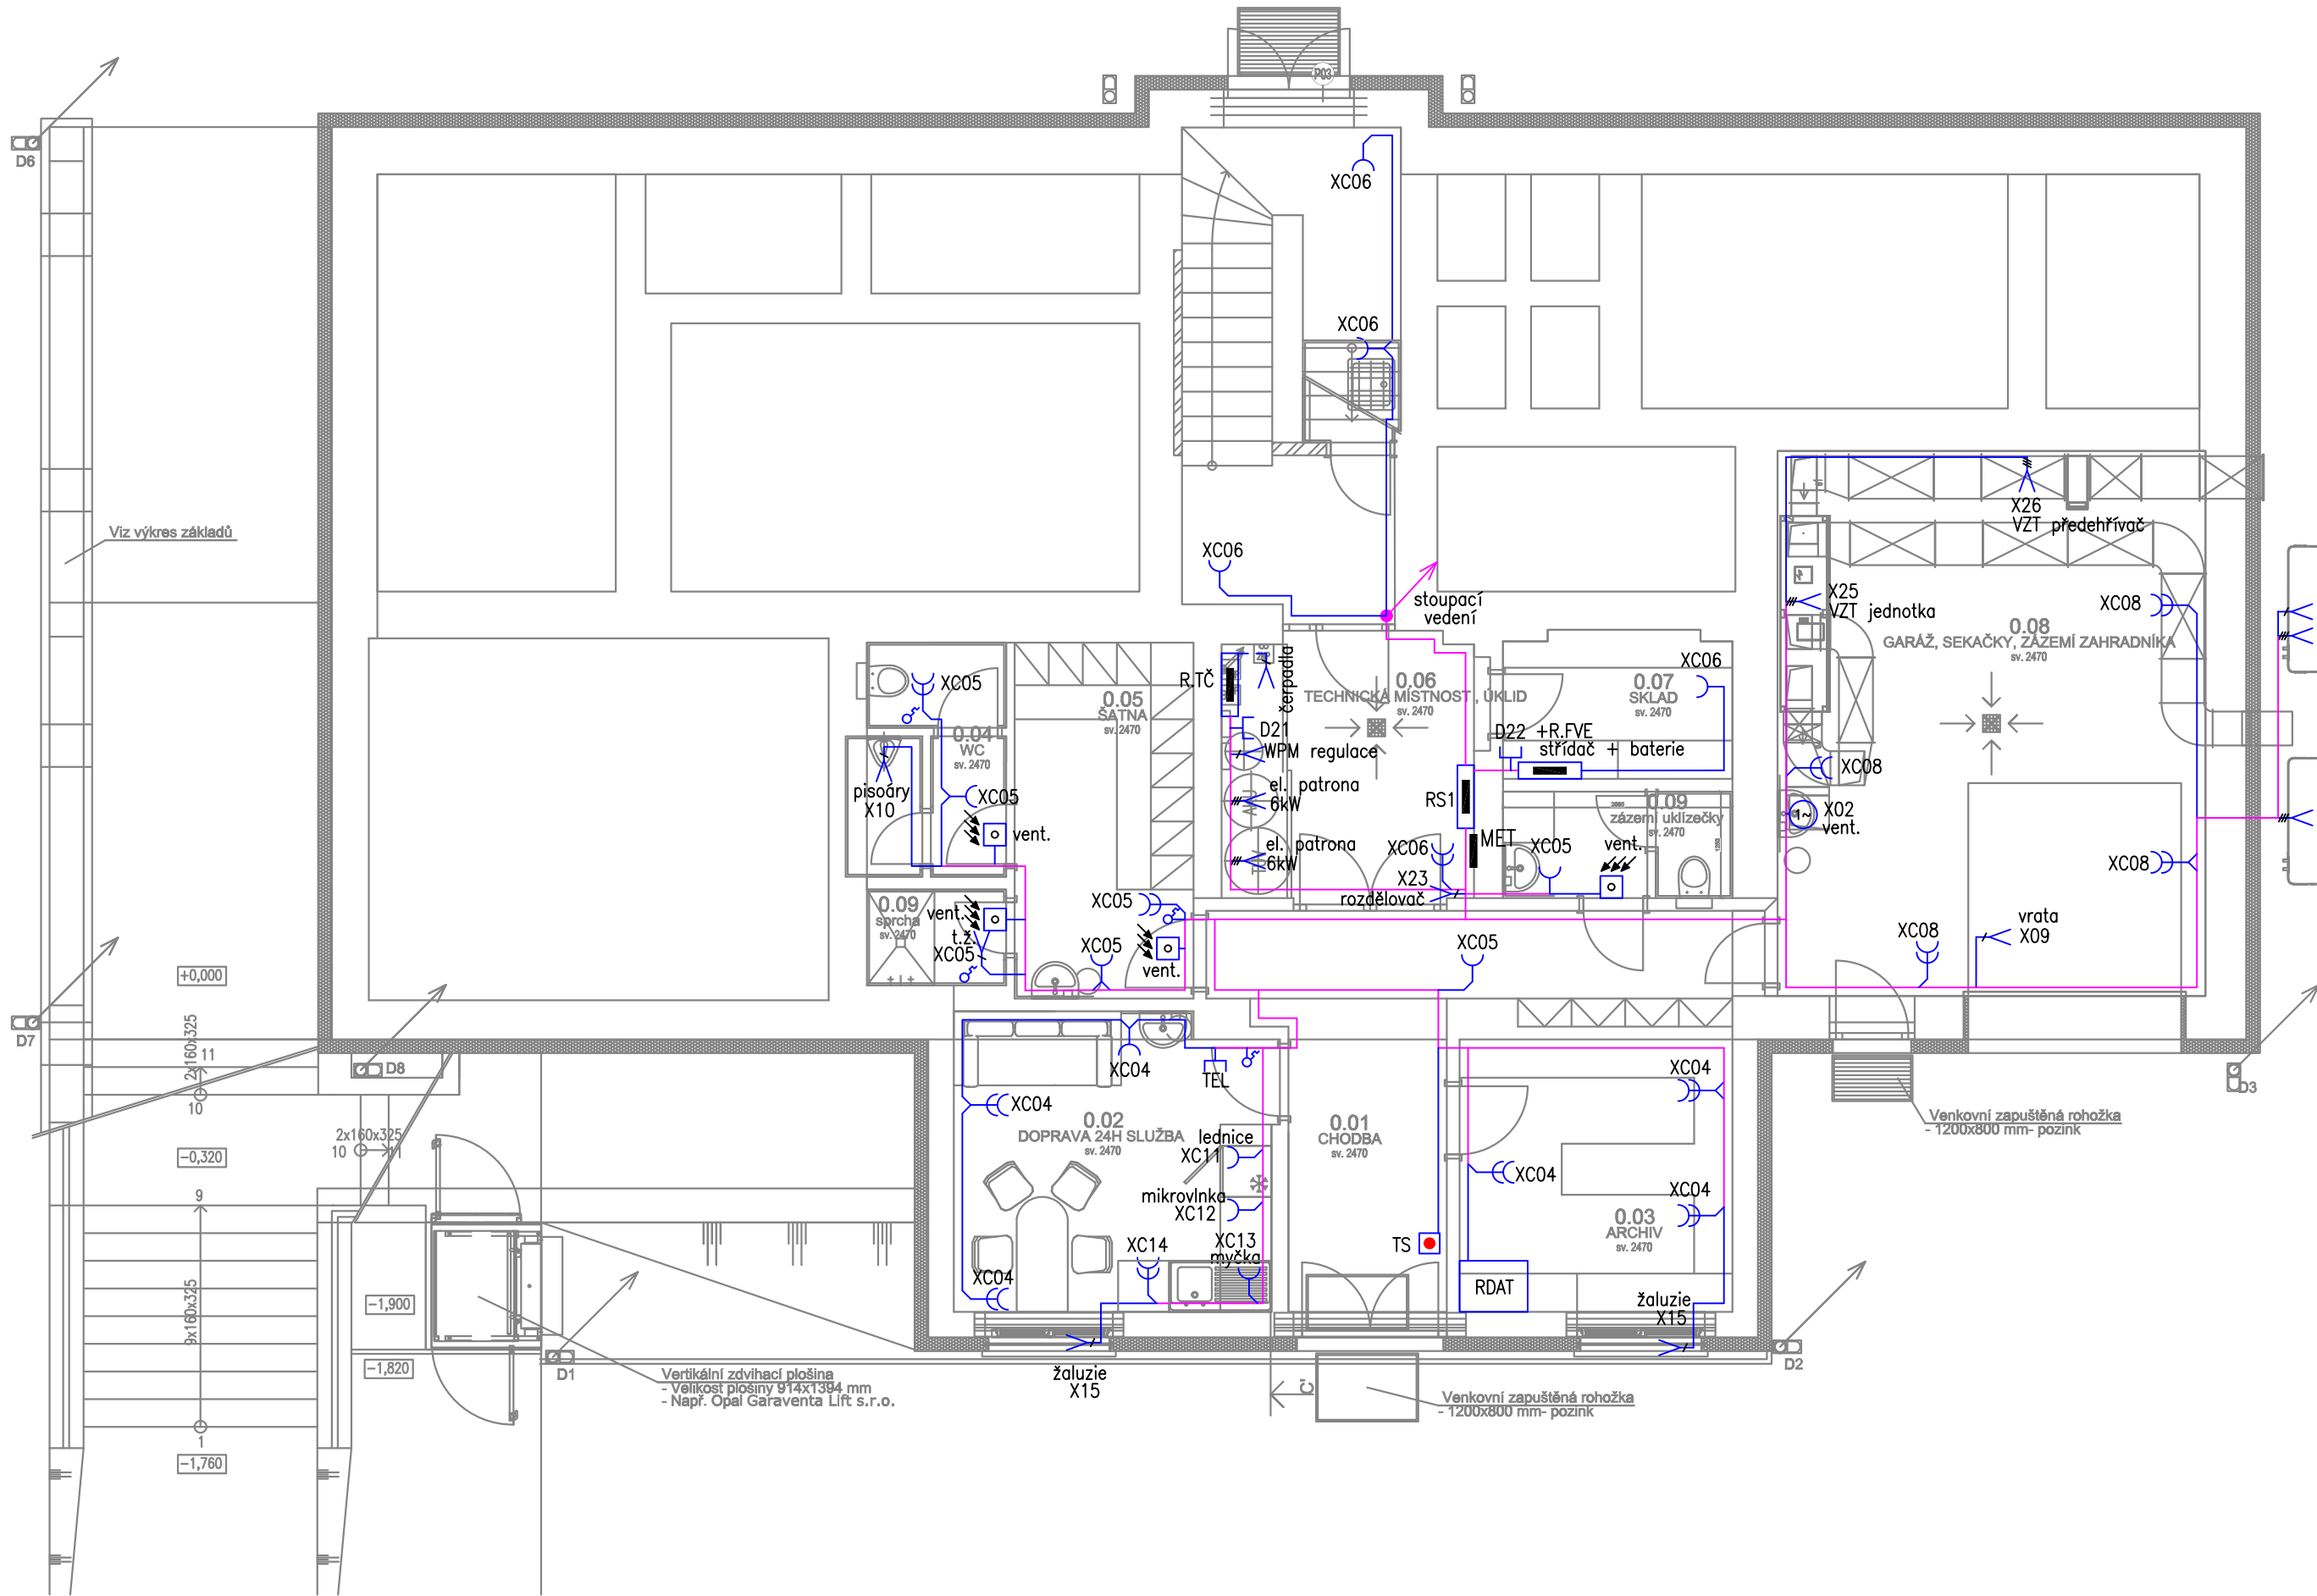 P03
D6
XC06
XC06
Viz výkres základů
XC06
stoupací
vedení
X26
VZT předehřívač
X25
VZT jednotka
XC08
0.08
GARÁŽ, SEKAČKY, ZÁZEMÍ ZAHRADNÍKA
sv. 2470
XC05
0.05
ŠATNA
sv. 2470
R.TČ
čerpadla
0.06
TECHNICKÁ MÍSTNOST , ÚKLID
sv. 2470
XC06
0.07
SKLAD
sv. 2470
0.04
WC
sv. 2470
D21
WPM regulace
D22 +R.FVE
střídač + baterie
pisoáry
X10
XC05
vent.
el. patrona
6kW
AKU
RS1
0.09
zázemí uklízečky
sv. 2470
XC08
X02
vent.
1~
el. patrona
6kW
XC06
MET
XC05
vent.
XC08
X23
rozdělovač
0.09
sprcha
sv. 2470
vent.
t.ž.
XC05
XC05
XC05
vent.
XC05
XC08
vrata
X09
+0,000
D7
2x160x325
11
10
D8
XC04
TEL
XC04
D3
XC04
0.02
DOPRAVA 24H SLUŽBA
sv. 2470
0.01
CHODBA
sv. 2470
Venkovní zapuštěná rohožka
- 1200x800 mm- pozink
2x160x325
10
11
-0,320
lednice
XC11
XC04
XC04
9
mikrovlnka
XC12
0.03
ARCHIV
sv. 2470
XC14
XC13
myčka
TS
XC04
RDAT
-1,900
9x160x325
žaluzie
X15
-1,820
D1
Vertikální zdvihací plošina
- Velikost plošiny 914x1394 mm
- Např. Opal Garaventa Lift s.r.o.
žaluzie
X15
C'
D2
Venkovní zapuštěná rohožka
- 1200x800 mm- pozink
1
-1,760